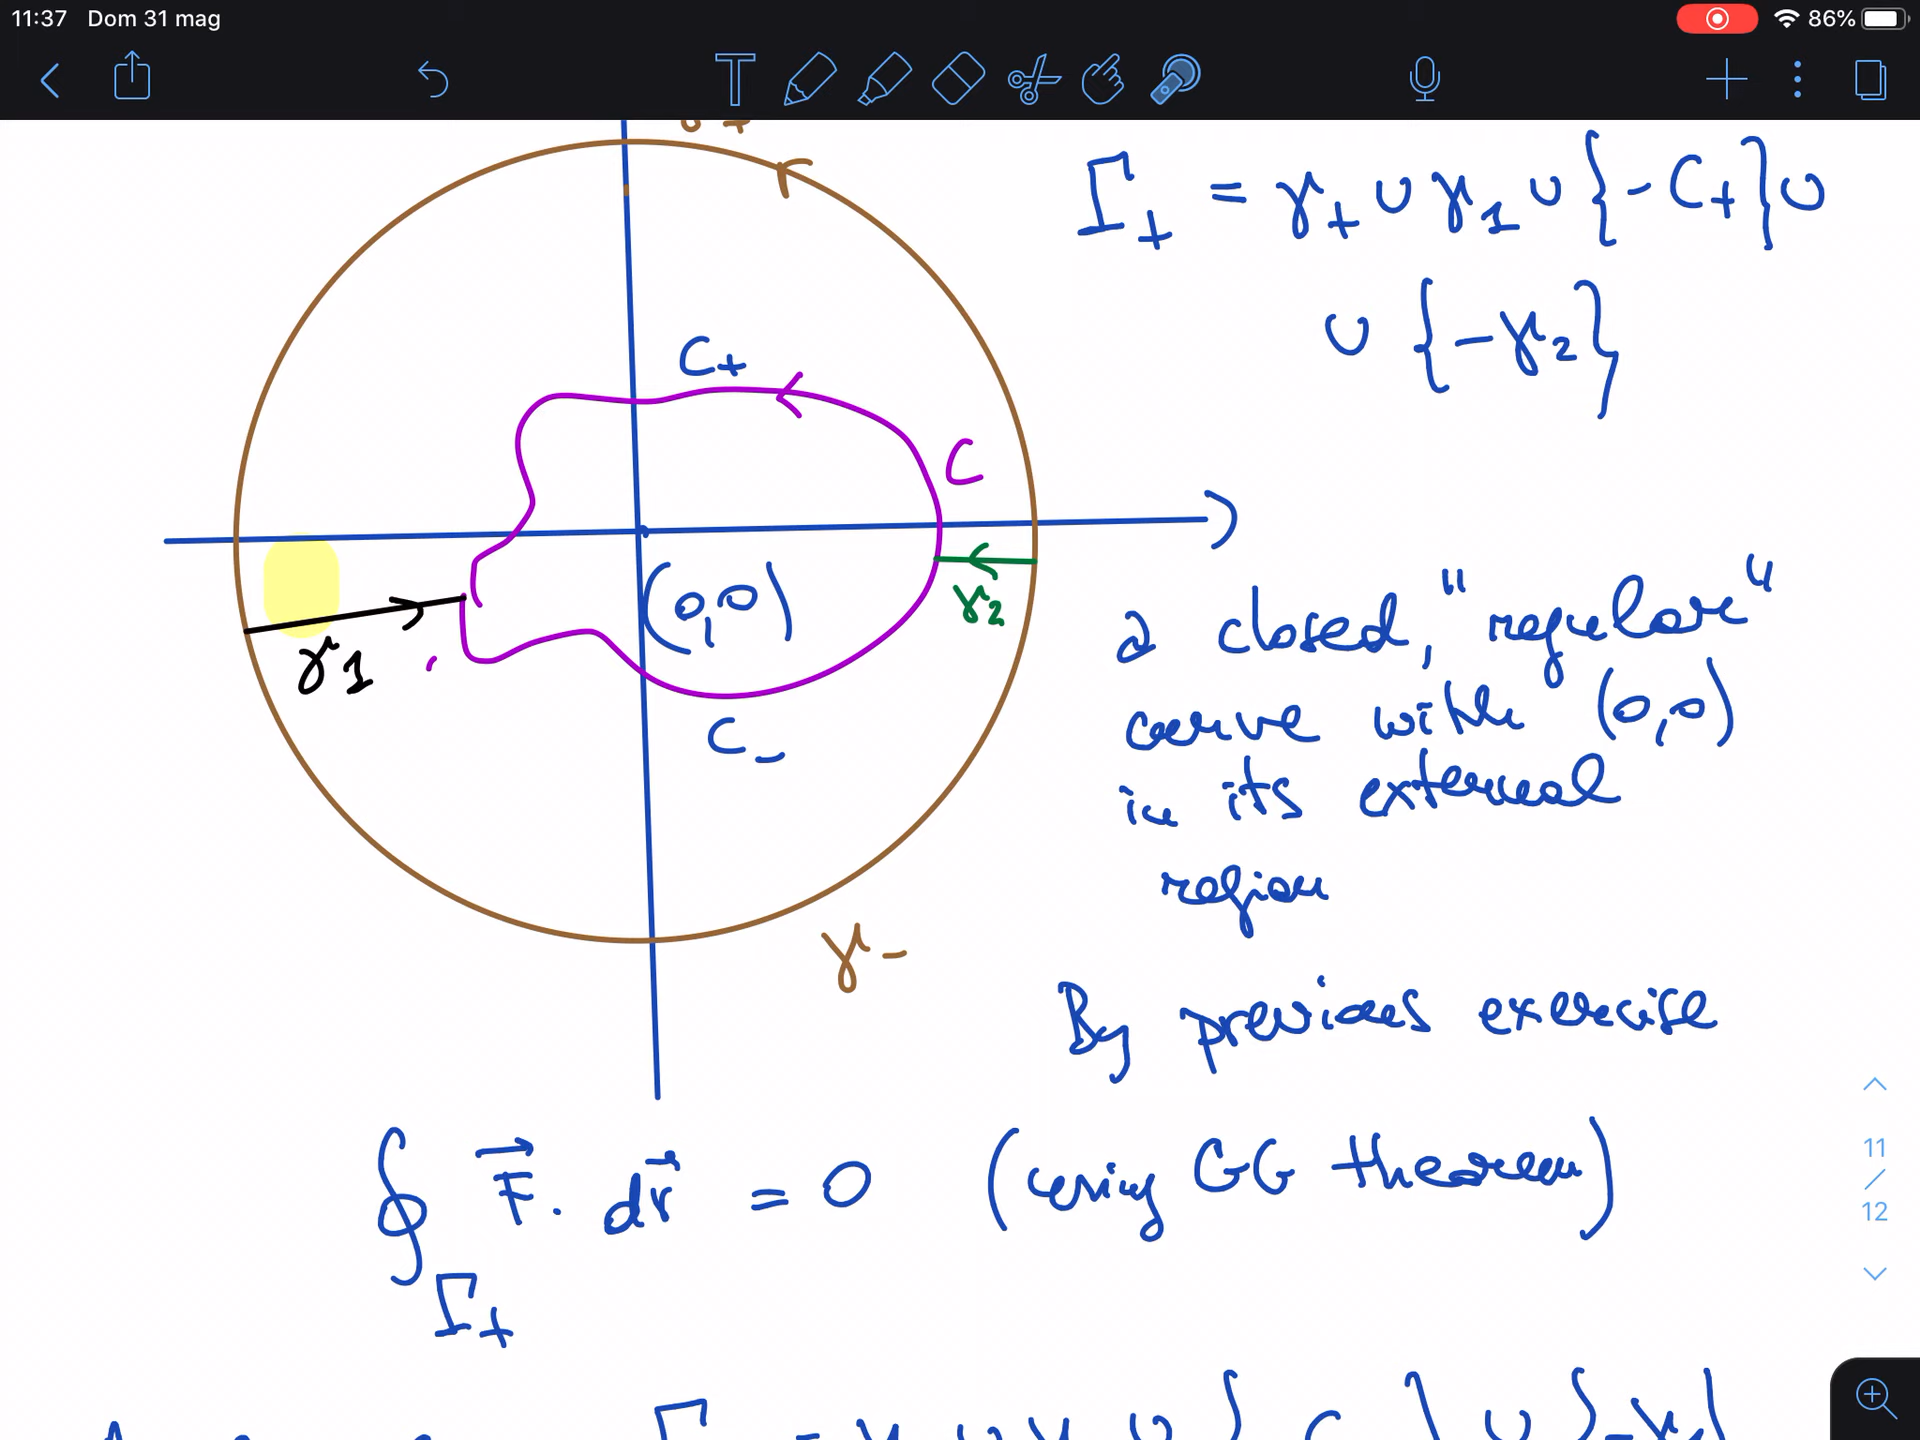 11:37 Dom 31 mag
86%
Γ₊ = γ₊ ∪ γ₁ ∪ {-C₊} ∪
∪ {-γ₂}
C₊
C
(0,0)
γ₂
γ₁
C₋
γ₋
a closed, "regular"
curve with (0,0)
in its external
region
By previous exercise
∮ F⃗ · dr⃗ = 0 (using GG theorem)
Γ₊
11
/
12